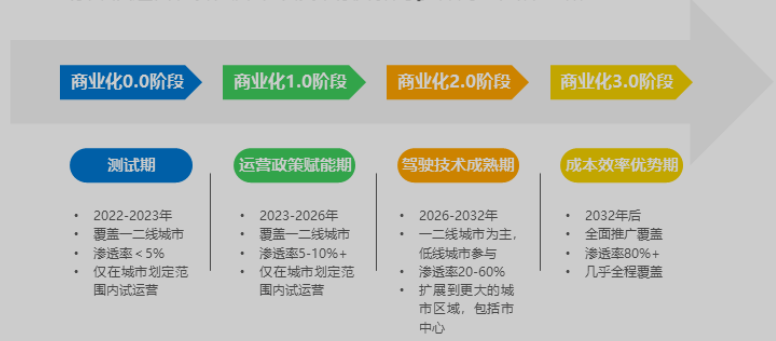 商业化0.0阶段
商业化1.0阶段
商业化2.0阶段
商业化3.0阶段
测试期
运营政策赋能期
驾驶技术成熟期
成本效率优势期
• 2022-2023年
• 覆盖一二线城市
• 渗透率<5%
• 仅在城市划定范
围内试运营
• 2023-2026年
• 覆盖一二线城市
• 渗透率5-10%+
• 仅在城市划定范
围内试运营
• 2026-2032年
• 一二线城市为主,
低线城市参与
• 渗透率20-60%
• 扩展到更大的城
市区域，包括市
中心
• 2032年后
• 全面推广覆盖
• 渗透率80%+
• 几乎全程覆盖